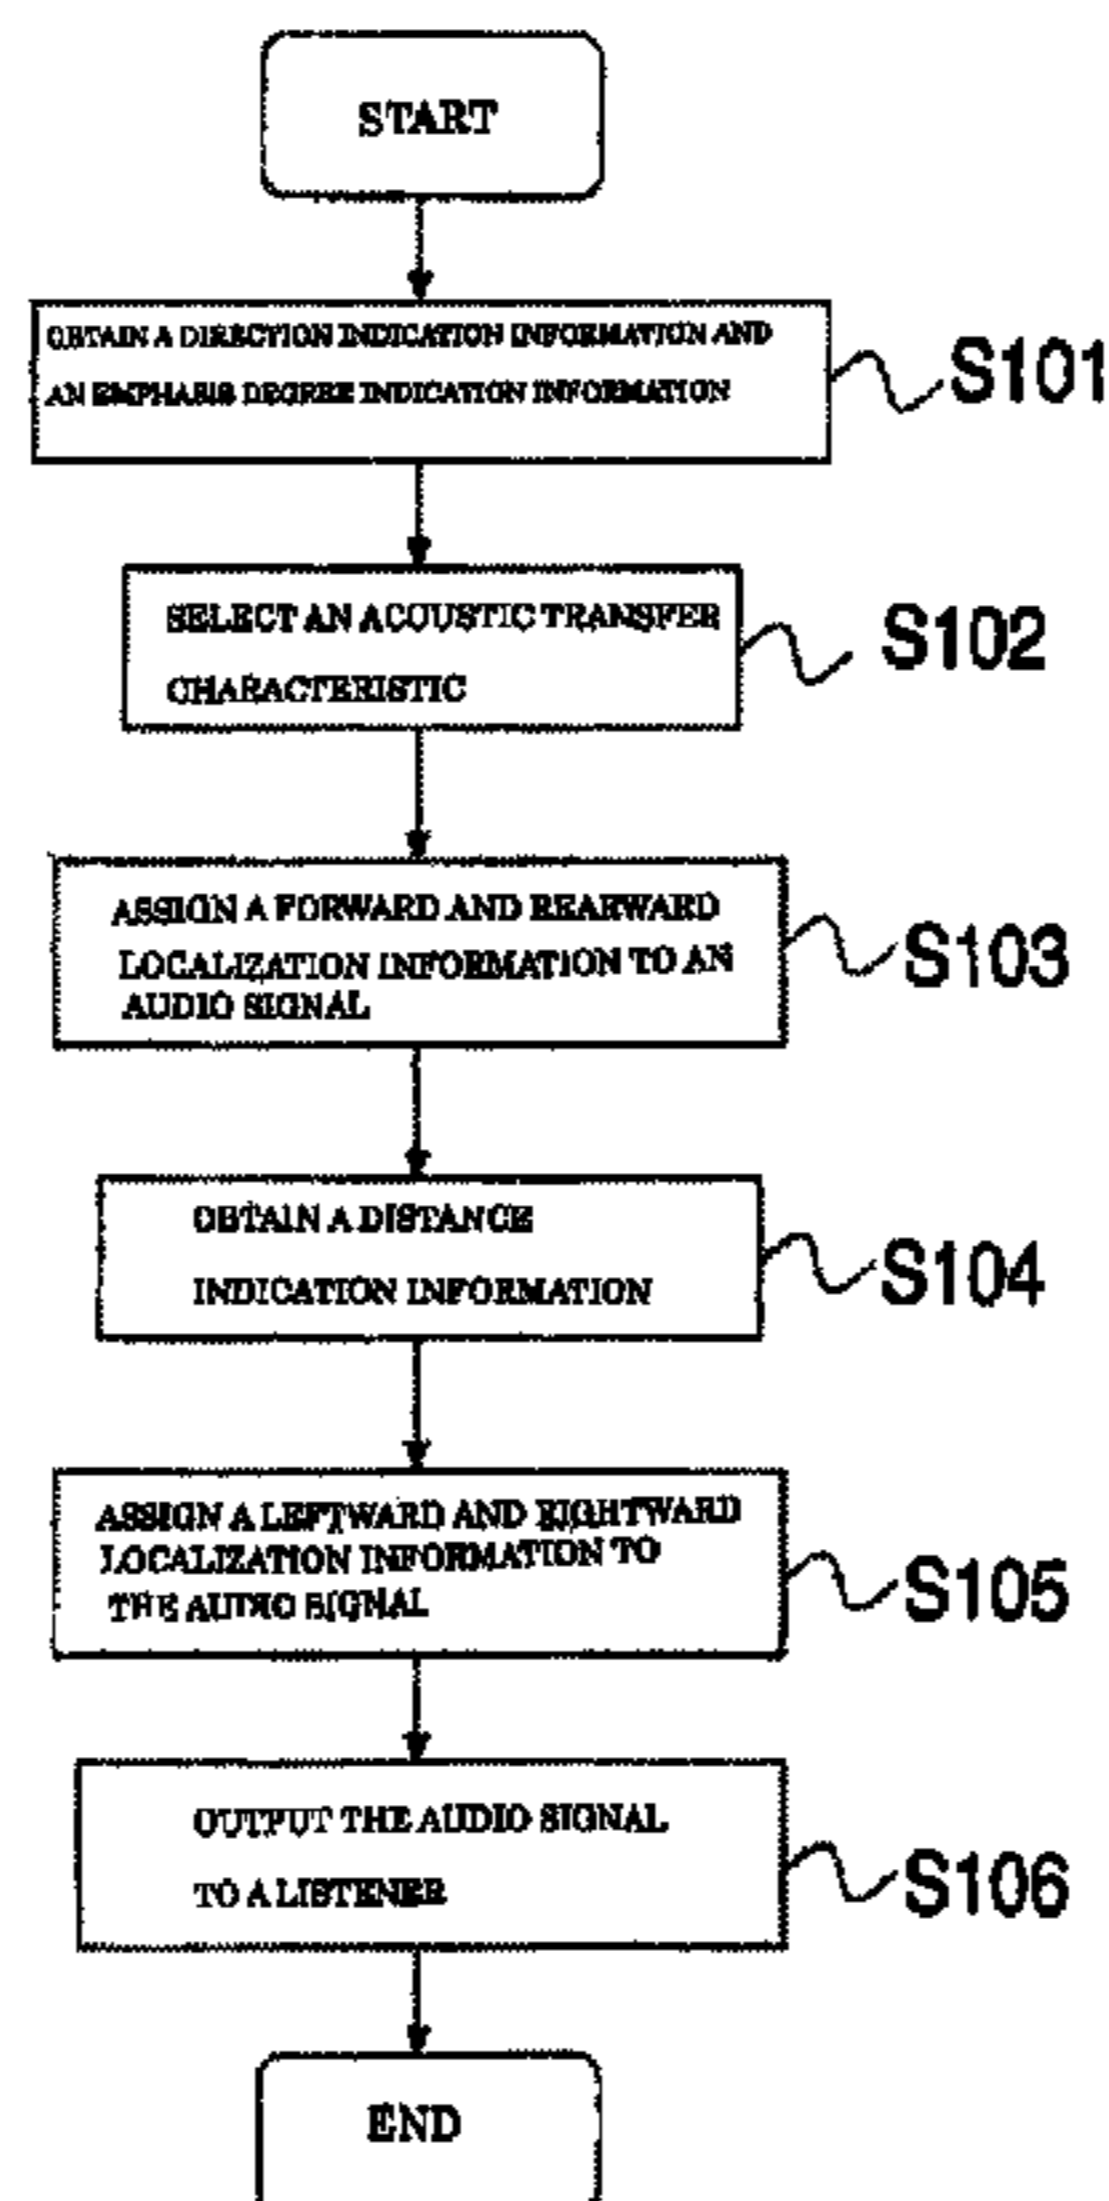 START
OBTAIN A DIRECTION INDICATION INFORMATION AND
AN EMPHASIS DEGREE INDICATION INFORMATION
S101
SELECT AN ACOUSTIC TRANSFER
CHARACTERISTIC
S102
ASSIGN A FORWARD AND REARWARD
LOCALIZATION INFORMATION TO AN
AUDIO SIGNAL
S103
OBTAIN A DISTANCE
INDICATION INFORMATION
S104
ASSIGN A LEFTWARD AND RIGHTWARD
LOCALIZATION INFORMATION TO
THE AUDIO SIGNAL
S105
OUTPUT THE AUDIO SIGNAL
TO A LISTENER
S106
END